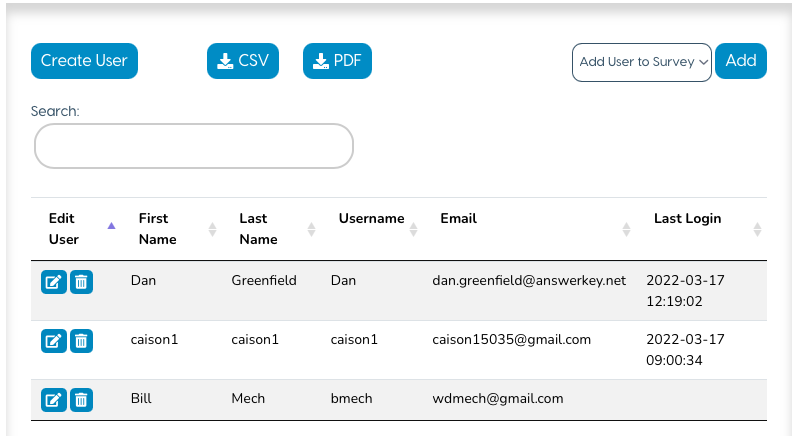 Create User CSV PDF Add User to Survey Add
Search:
Edit User First Name Last Name Username Email Last Login
Dan Greenfield Dan dan.greenfield@answerkey.net 2022-03-17 12:19:02
caison1 caison1 caison1 caison15035@gmail.com 2022-03-17 09:00:34
Bill Mech bmech wdmech@gmail.com